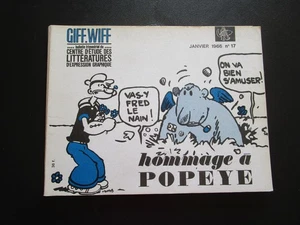 GIFF.WIFF
CENTRE D'ÉTUDE DES
LITTÉRATURES
D'EXPRESSION GRAPHIQUE
JANVIER 1966 n° 17
VAS-Y
FRED
LE
NAIN!
ON VA
BIEN
S'AMUSER!
hommage a
POPEYE